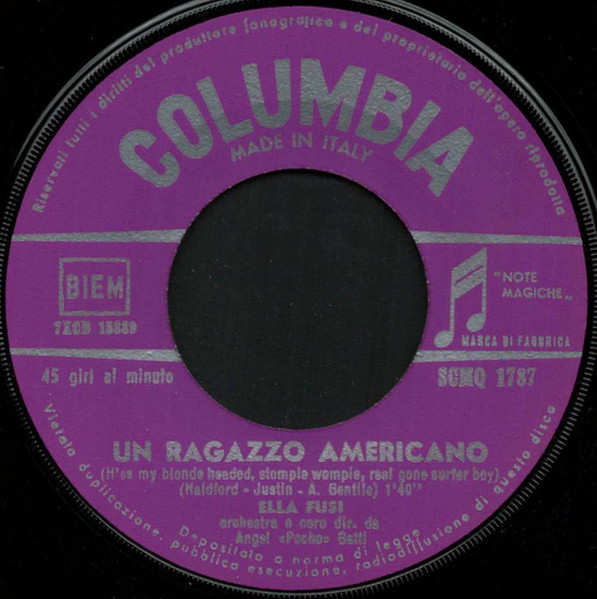 Riservati tutti i diritti del produttore fonografico e del proprietario dell'opera riprodotta
COLUMBIA
MADE IN ITALY
BIEM
7XCB 15889
45 giri al minuto
"NOTE
MAGICHE„
MARCA DI FABBRICA
SCMQ 1787
UN RAGAZZO AMERICANO
(H'es my blonde headed, stompie wompie, real gone surfer boy)
(Haldford - Justin - A. Gentile) 1'40"
ELLA FUSI
orchestra e coro dir. da
Angel «Pocho» Gatti
Vietata duplicazione, radiodiffusione di questo disco
pubblica esecuzione,
Depositato a norma di legge